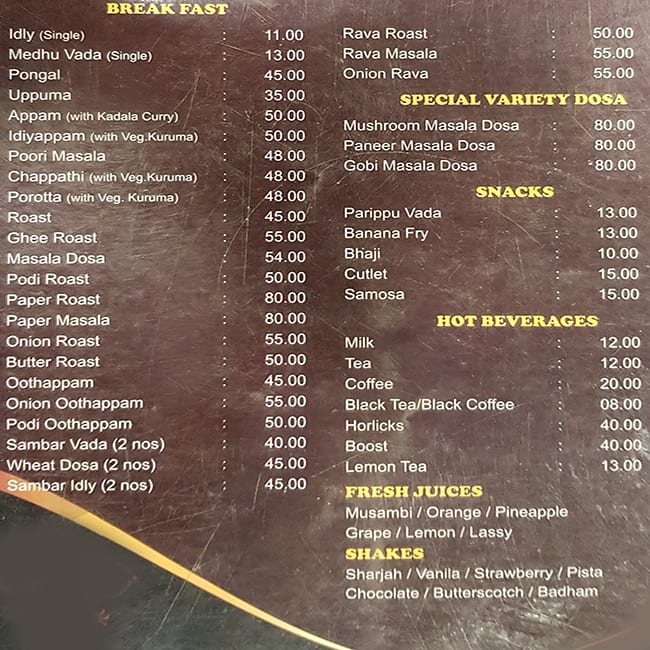 BREAK FAST
Idly (Single) : 11.00
Medhu Vada (Single) : 13.00
Pongal : 45.00
Uppuma : 35.00
Appam (with Kadala Curry) : 50.00
Idiyappam (with Veg.Kuruma) : 50.00
Poori Masala : 48.00
Chappathi (with Veg.Kuruma) : 48.00
Porotta (with Veg. Kuruma) : 48.00
Roast : 45.00
Ghee Roast : 55.00
Masala Dosa : 54.00
Podi Roast : 50.00
Paper Roast : 80.00
Paper Masala : 80.00
Onion Roast : 55.00
Butter Roast : 50.00
Oothappam : 45.00
Onion Oothappam : 55.00
Podi Oothappam : 50.00
Sambar Vada (2 nos) : 40.00
Wheat Dosa (2 nos) : 45.00
Sambar Idly (2 nos) : 45.00
Rava Roast : 50.00
Rava Masala : 55.00
Onion Rava : 55.00
SPECIAL VARIETY DOSA
Mushroom Masala Dosa : 80.00
Paneer Masala Dosa : 80.00
Gobi Masala Dosa : 80.00
SNACKS
Parippu Vada : 13.00
Banana Fry : 13.00
Bhaji : 10.00
Cutlet : 15.00
Samosa : 15.00
HOT BEVERAGES
Milk : 12.00
Tea : 12.00
Coffee : 20.00
Black Tea/Black Coffee : 08.00
Horlicks : 40.00
Boost : 40.00
Lemon Tea : 13.00
FRESH JUICES
Musambi / Orange / Pineapple
Grape / Lemon / Lassy
SHAKES
Sharjah / Vanila / Strawberry / Pista
Chocolate / Butterscotch / Badham